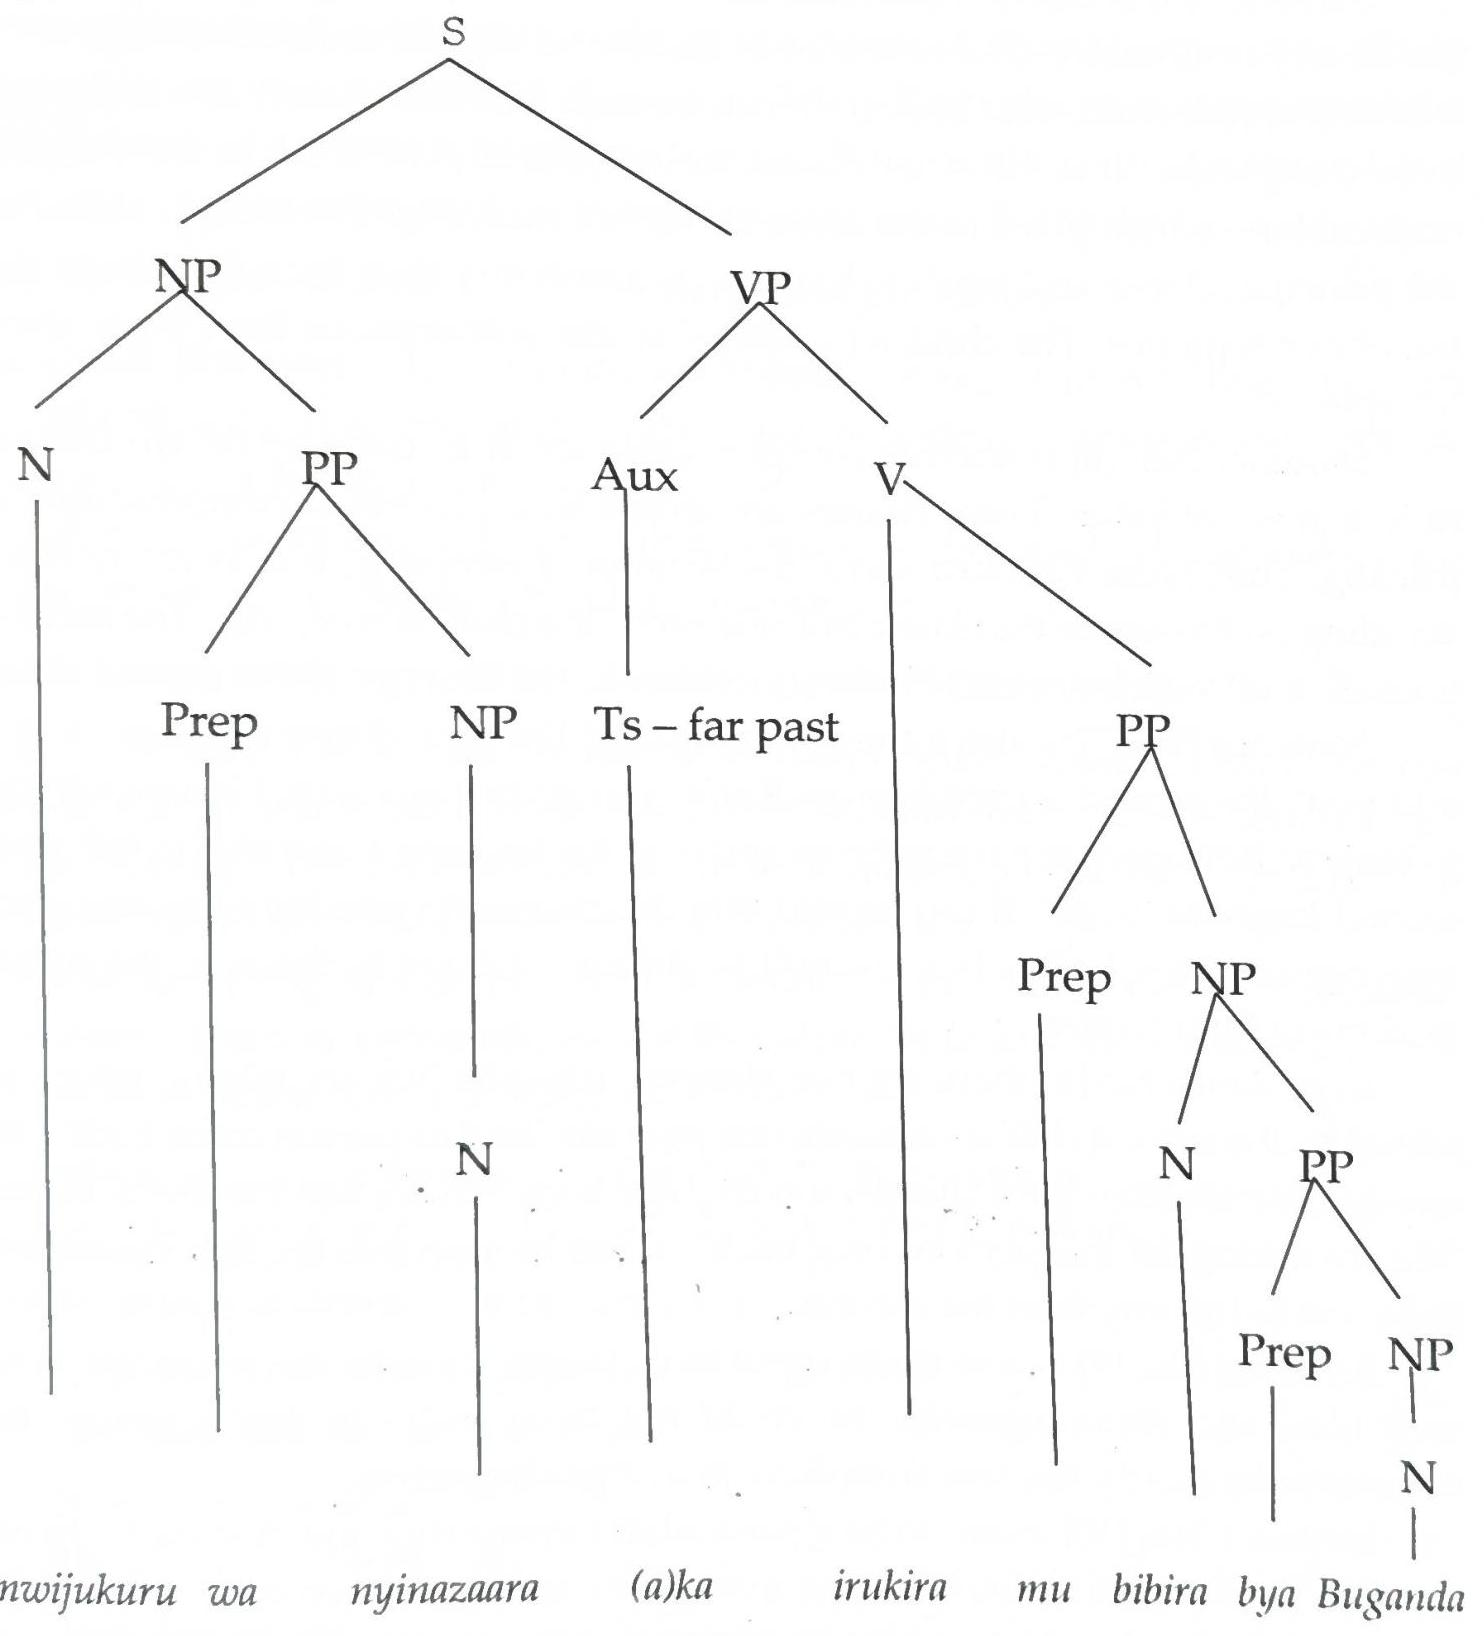 S
NP VP
N PP Aux V
Prep NP Ts – far past PP
Prep NP
N N PP
Prep NP
N
nwijukuru wa nyinazaara (a)ka irukira mu bibira bya Buganda